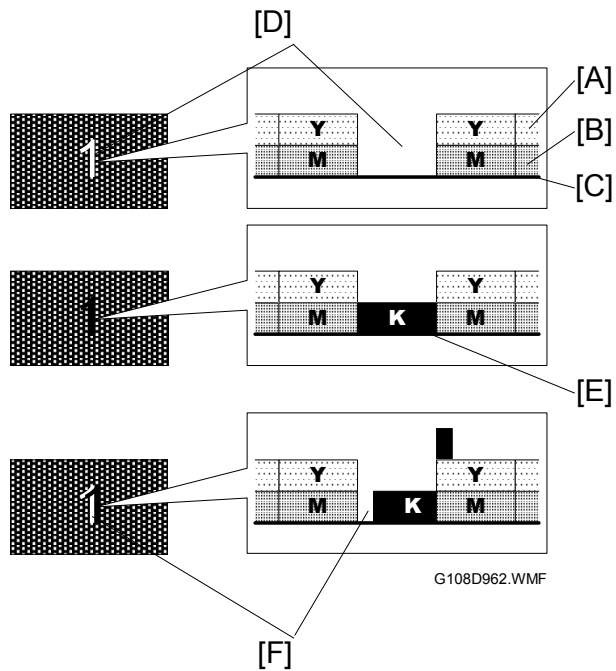 [D]
[A]
Y Y
1
[B]
M M
[C]
Y Y
1
M K M
[E]
Y Y
1
M K M
G108D962.WMF
[F]